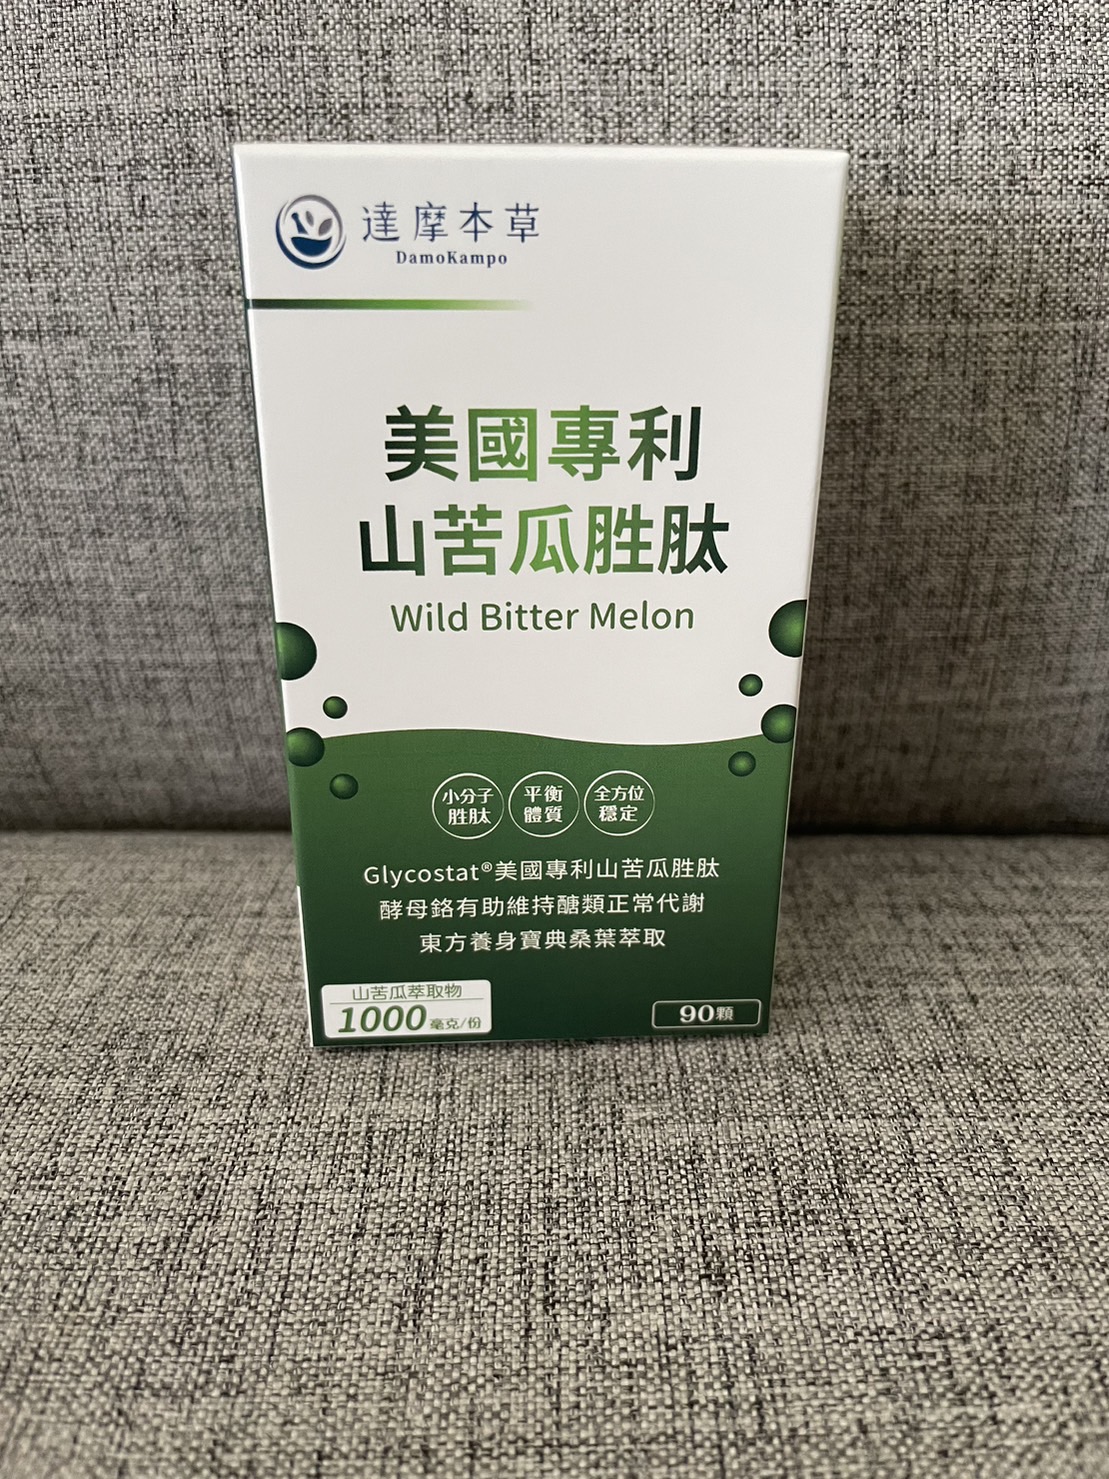 達摩本草
DamoKampo
美國專利
山苦瓜胜肽
Wild Bitter Melon
小分子
胜肽
平衡
體質
全方位
穩定
Glycostat®美國專利山苦瓜胜肽
酵母鉻有助維持醣類正常代謝
東方養身寶典桑葉萃取
山苦瓜萃取物
1000毫克/份
90顆